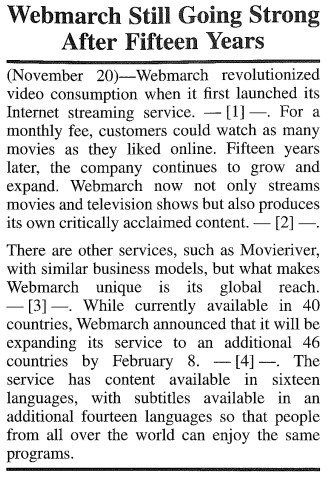 Webmarch Still Going Strong
After Fifteen Years
(November 20)—Webmarch revolutionized
video consumption when it first launched its
Internet streaming service. — [1] —. For a
monthly fee, customers could watch as many
movies as they liked online. Fifteen years
later, the company continues to grow and
expand. Webmarch now not only streams
movies and television shows but also produces
its own critically acclaimed content. — [2] —.
There are other services, such as Movieriver,
with similar business models, but what makes
Webmarch unique is its global reach.
— [3] —. While currently available in 40
countries, Webmarch announced that it will be
expanding its service to an additional 46
countries by February 8. — [4] —. The
service has content available in sixteen
languages, with subtitles available in an
additional fourteen languages so that people
from all over the world can enjoy the same
programs.